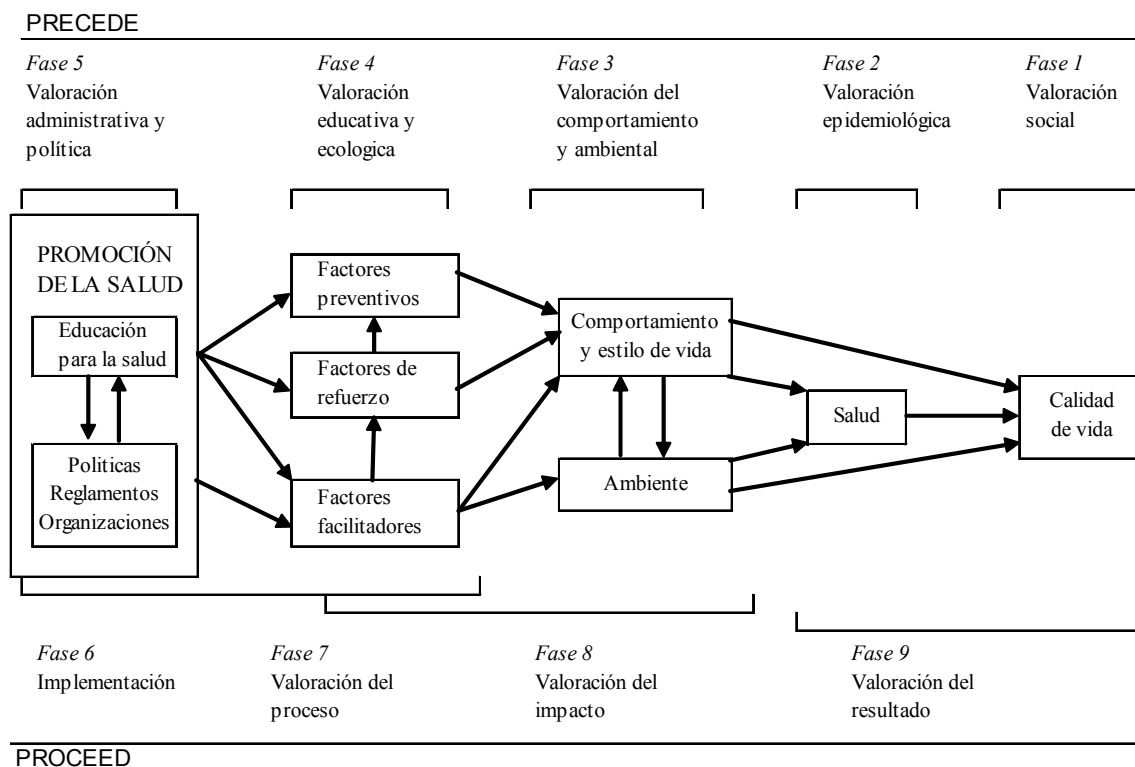 PRECEDE
Fase 5
Valoración
administrativa y
política
Fase 4
Valoración
educativa y
ecologica
Fase 3
Valoración del
comportamiento
y ambiental
Fase 2
Valoración
epidemiológica
Fase 1
Valoración
social
PROMOCIÓN
DE LA SALUD
Educación
para la salud
Politicas
Reglamentos
Organizaciones
Factores
preventivos
Factores de
refuerzo
Factores
facilitadores
Comportamiento
y estilo de vida
Ambiente
Salud
Calidad
de vida
Fase 6
Implementación
Fase 7
Valoración del
proceso
Fase 8
Valoración del
impacto
Fase 9
Valoración del
resultado
PROCEED